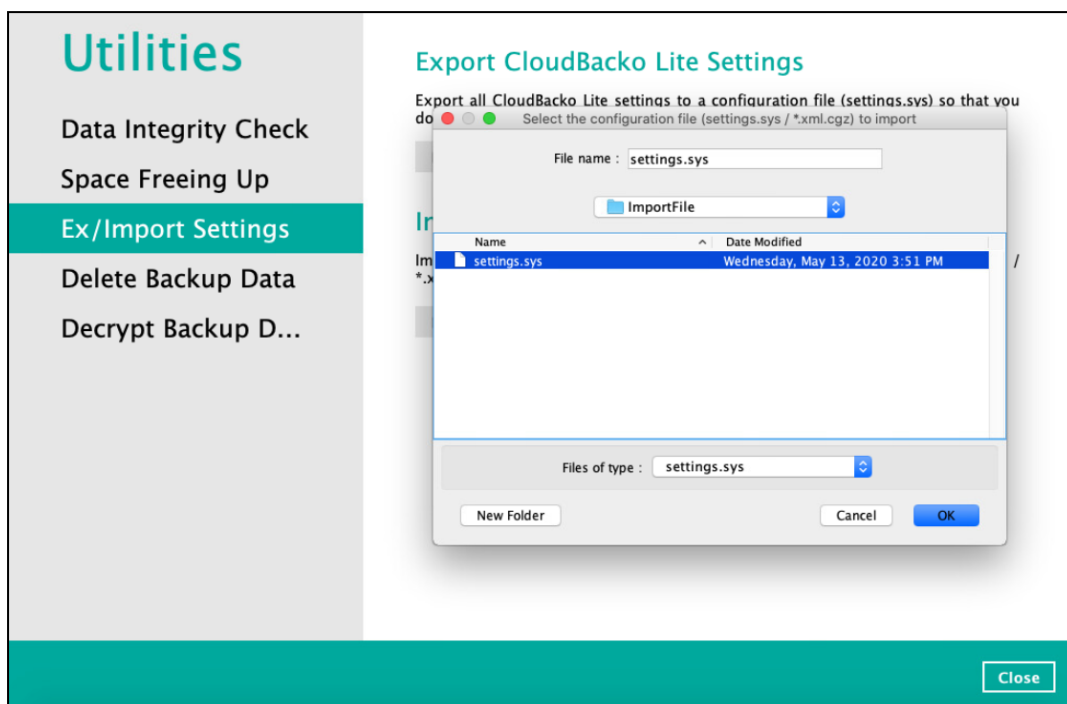 Utilities
Data Integrity Check
Space Freeing Up
Ex/Import Settings
Delete Backup Data
Decrypt Backup D...
Export CloudBacko Lite Settings
Export all CloudBacko Lite settings to a configuration file (settings.sys) so that you
do
Select the configuration file (settings.sys / *.xml.cgz) to import
File name : settings.sys
ImportFile
Name Date Modified
settings.sys Wednesday, May 13, 2020 3:51 PM
Im
/
*.x
Files of type : settings.sys
New Folder Cancel OK
Close